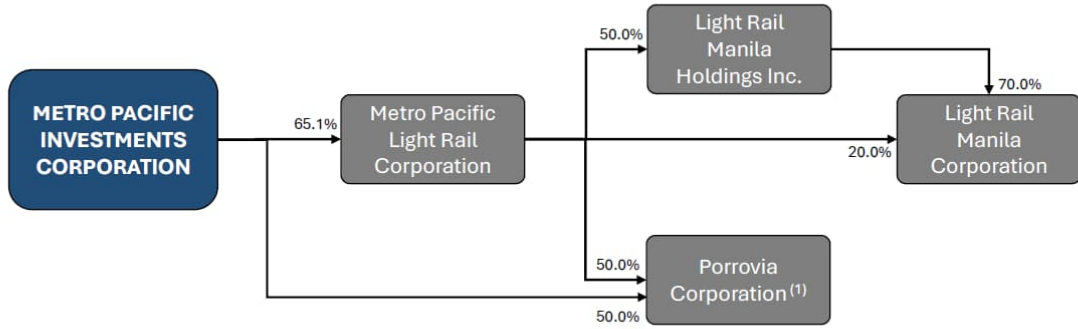 METRO PACIFIC
INVESTMENTS
CORPORATION
65.1%
Metro Pacific
Light Rail
Corporation
50.0%
Light Rail
Manila
Holdings Inc.
70.0%
20.0%
Light Rail
Manila
Corporation
50.0%
50.0%
Porrovia
Corporation (1)